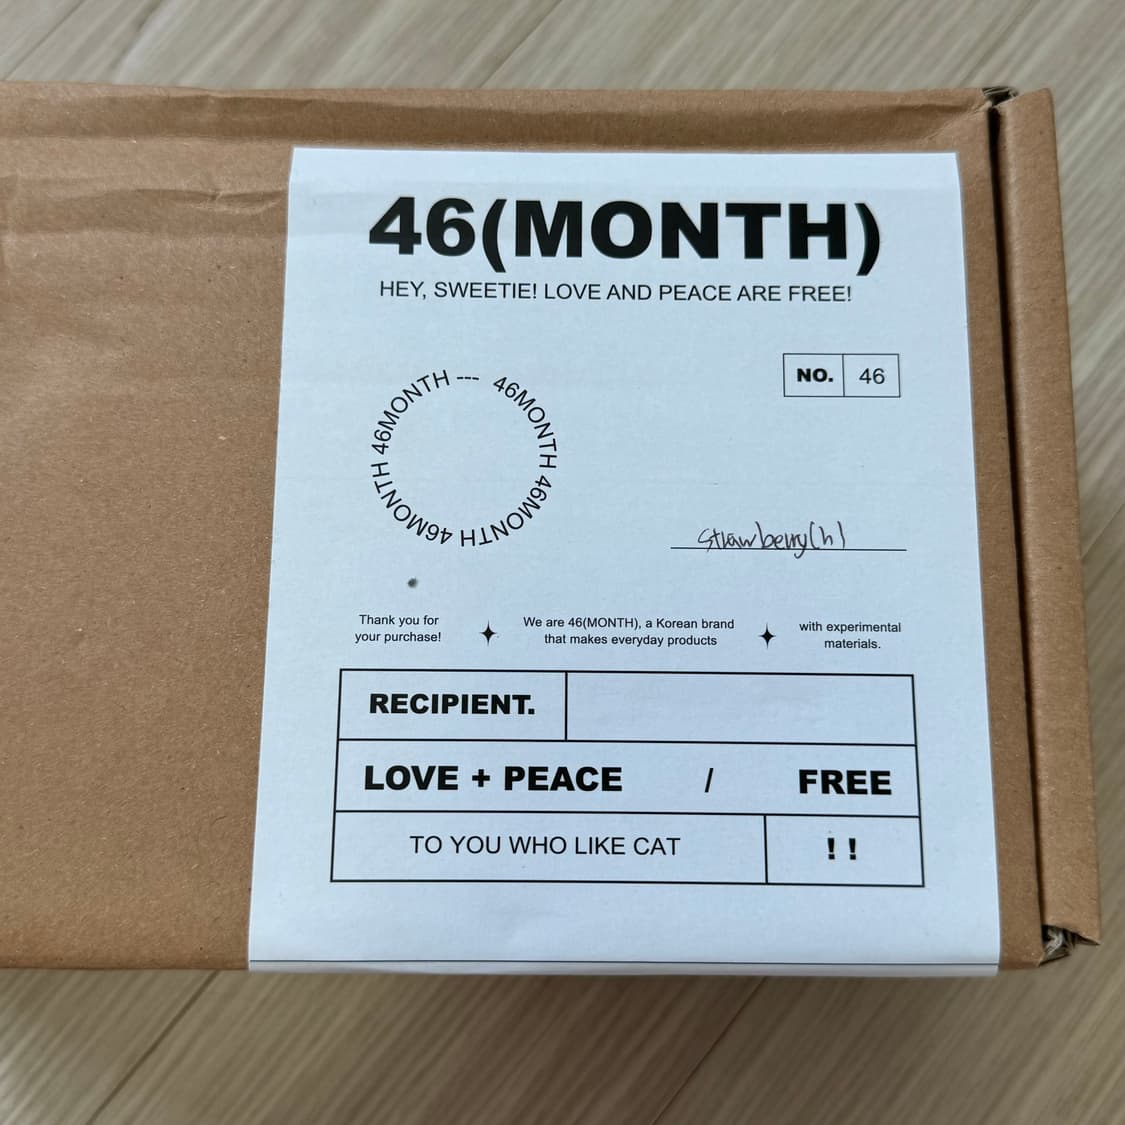 46(MONTH)
HEY, SWEETIE! LOVE AND PEACE ARE FREE!
NO. 46
46MONTH 46MONTH 46MONTH 46MONTH 46MONTH ---
Strawberry(h)
Thank you for
your purchase!
We are 46(MONTH), a Korean brand
that makes everyday products
with experimental
materials.
RECIPIENT.
LOVE + PEACE / FREE
TO YOU WHO LIKE CAT !!